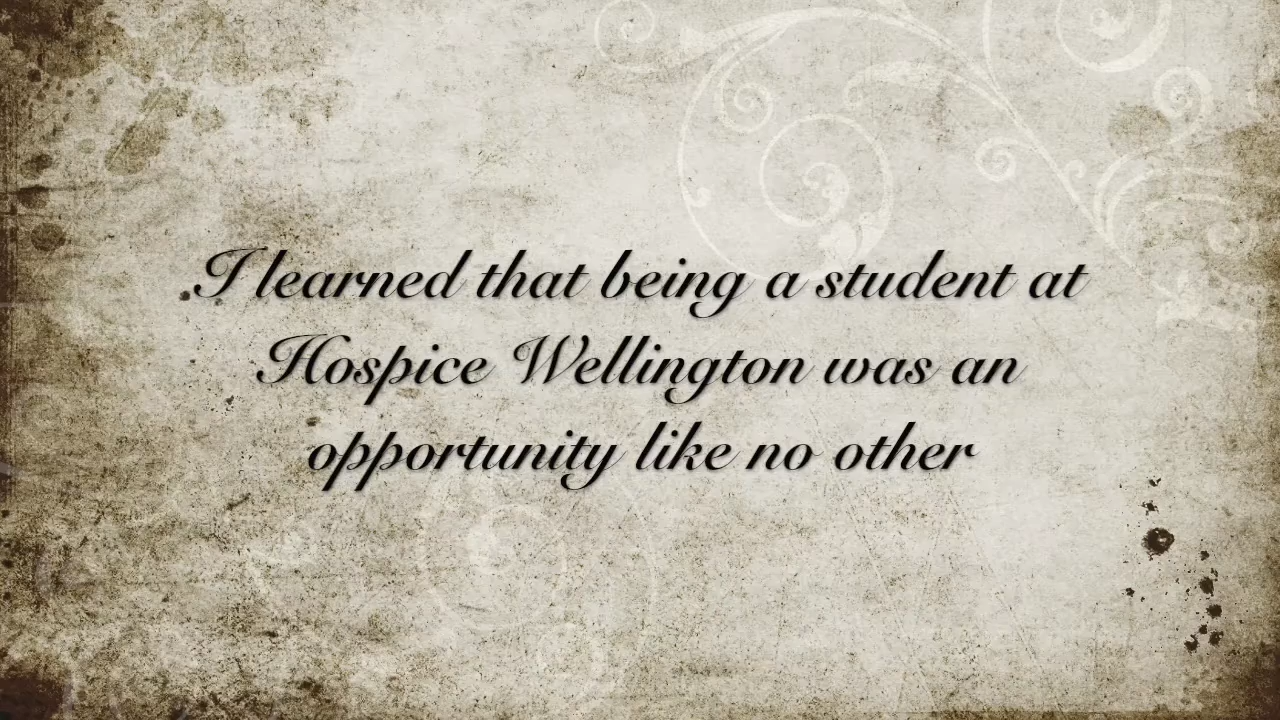 I learned that being a student at
Hospice Wellington was an
opportunity like no other